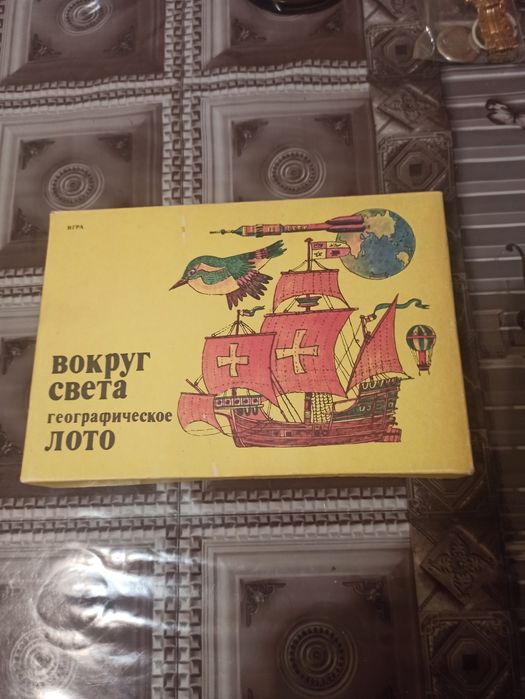 ИГРА
вокруг
света
географическое
лото